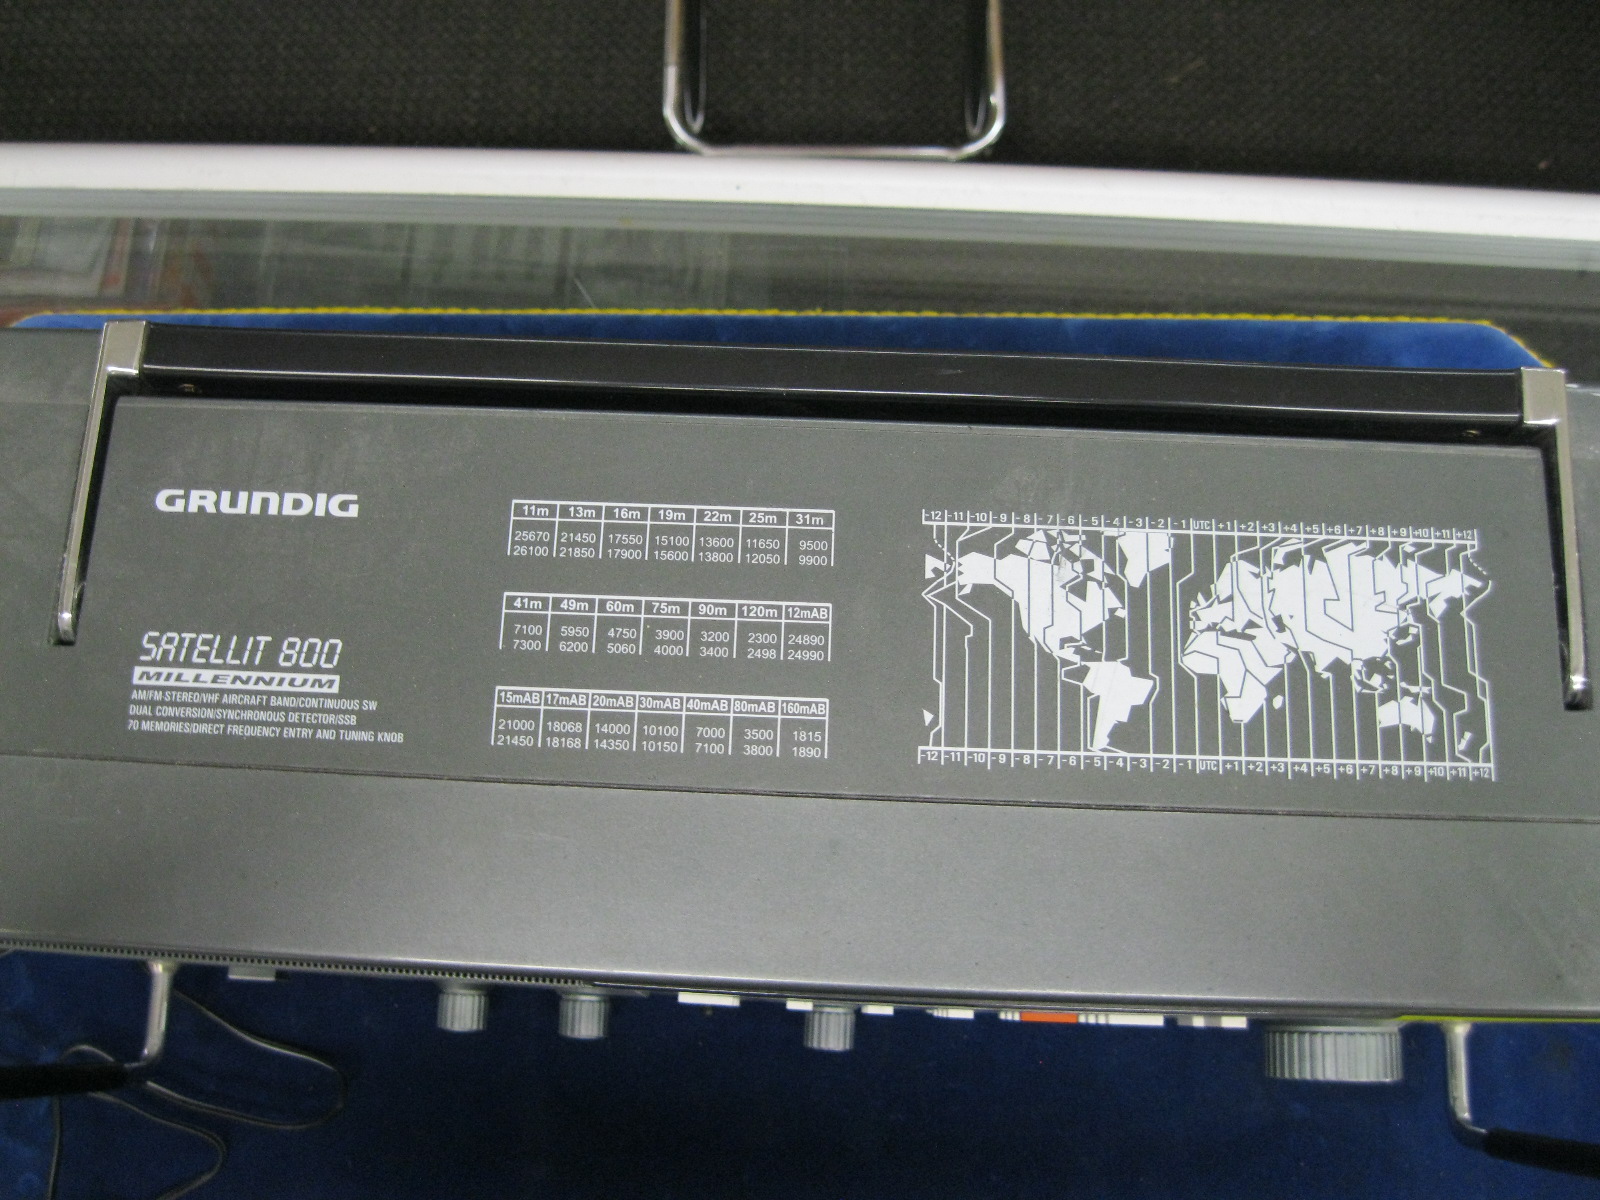 GRUNDIG
SATELLIT 800
MILLENNIUM
AM/FM-STEREO/VHF AIRCRAFT BAND/CONTINUOUS SW
DUAL CONVERSION/SYNCHRONOUS DETECTOR/SSB
70 MEMORIES/DIRECT FREQUENCY ENTRY AND TUNING KNOB
11m 13m 16m 19m 22m 25m 31m
25670 21450 17550 15100 13600 11650 9500
26100 21850 17900 15600 13800 12050 9900
41m 49m 60m 75m 90m 120m 12mAB
7100 5950 4750 3900 3200 2300 24890
7300 6200 5060 4000 3400 2498 24990
15mAB 17mAB 20mAB 30mAB 40mAB 80mAB 160mAB
21000 18068 14000 10100 7000 3500 1815
21450 18168 14350 10150 7100 3800 1890
-12 -11 -10 -9 -8 -7 -6 -5 -4 -3 -2 -1 UTC +1 +2 +3 +4 +5 +6 +7 +8 +9 +10 +11 +12
-12 -11 -10 -9 -8 -7 -6 -5 -4 -3 -2 -1 UTC +1 +2 +3 +4 +5 +6 +7 +8 +9 +10 +11 +12